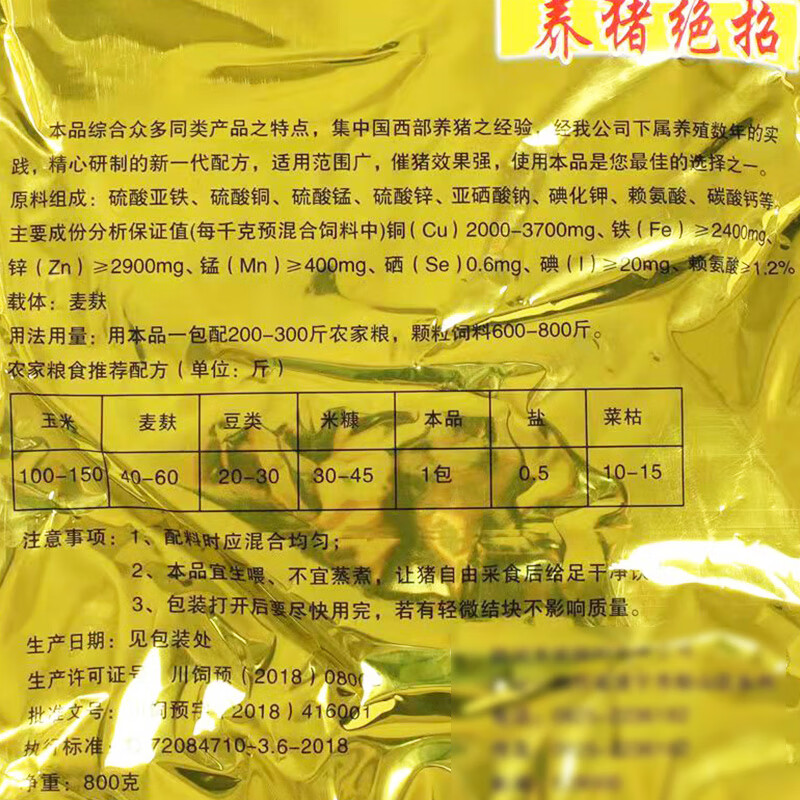 养猪绝招
本品综合众多同类产品之特点，集中国西部养猪之经验．经我公司下属养殖数年的实
践，精心研制的新一代配方，适用范围广，催猪效果强，使用本品是您最佳的选择之一。
原料组成：硫酸亚铁、硫酸铜、硫酸锰、硫酸锌、亚硒酸钠、碘化钾、赖氨酸、碳酸钙等。
主要成份分析保证值(每千克预混合饲料中)铜(Cu)2000-3700mg、铁(Fe)≥2400mg、
锌(Zn)≥2900mg、锰(Mn)≥400mg、硒(Se)0.6mg、碘(I)≥20mg、赖氨酸≥1.2%
载体：麦麸
用法用量：用本品一包配200-300斤农家粮，颗粒饲料600-800斤。
农家粮食推荐配方(单位：斤)
玉米 麦麸 豆类 米糠 本品 盐 菜枯
100-150 40-60 20-30 30-45 1包 0.5 10-15
注意事项：1、配料时应混合均匀；
2、本品宜生喂、不宜蒸煮，让猪自由采食后给足干净饮
3、包装打开后要尽快用完，若有轻微结块不影响质量。
生产日期：见包装处
生产许可证号 川饲预(2018)080
批准文号： 饲预字(2018)416001
执行标准 72084710-3.6-2018
净重：800克